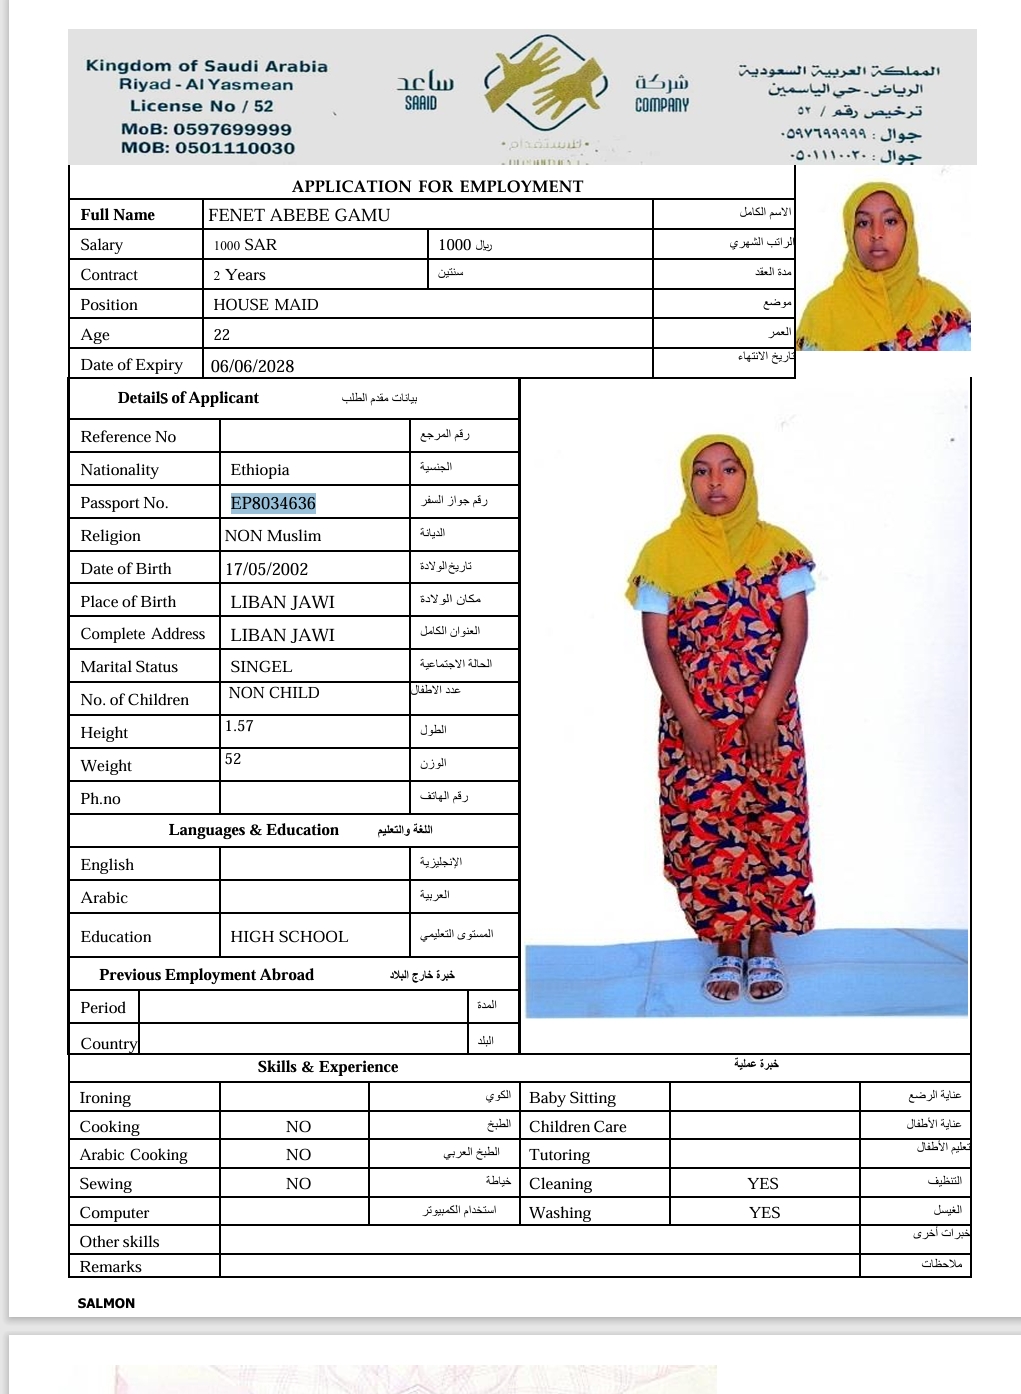 Kingdom of Saudi Arabia
Riyad - Al Yasmean
License No / 52
MoB: 0597699999
MOB: 0501110030
ساعد
SAAID
شركة
COMPANY
المملكة العربية السعودية
الرياض - حي الياسمين
ترخيص رقم / ٥٢
جوال : ٠٥٩٧٦٩٩٩٩٩
جوال : ٠٥٠١١١٠٠٣٠
APPLICATION FOR EMPLOYMENT
Full Name FENET ABEBE GAMU الاسم الكامل
Salary 1000 SAR 1000 ريال الراتب الشهري
Contract 2 Years سنتين مدة العقد
Position HOUSE MAID موضع
Age 22 العمر
Date of Expiry 06/06/2028 تاريخ الانتهاء
Details of Applicant بيانات مقدم الطلب
Reference No رقم المرجع
Nationality Ethiopia الجنسية
Passport No. EP8034636 رقم جواز السفر
Religion NON Muslim الديانة
Date of Birth 17/05/2002 تاريخ الولادة
Place of Birth LIBAN JAWI مكان الولادة
Complete Address LIBAN JAWI العنوان الكامل
Marital Status SINGEL الحالة الاجتماعية
No. of Children NON CHILD عدد الاطفال
Height 1.57 الطول
Weight 52 الوزن
Ph.no رقم الهاتف
Languages & Education اللغة والتعليم
English الإنجليزية
Arabic العربية
Education HIGH SCHOOL المستوى التعليمي
Previous Employment Abroad خبرة خارج البلاد
Period المدة
Country البلد
Skills & Experience خبرة عملية
Ironing الكوي Baby Sitting عناية الرضع
Cooking NO الطبخ Children Care عناية الأطفال
Arabic Cooking NO الطبخ العربي Tutoring تعليم الأطفال
Sewing NO خياطة Cleaning YES التنظيف
Computer استخدام الكمبيوتر Washing YES الغيسل
Other skills خبرات أخرى
Remarks ملاحظات
SALMON